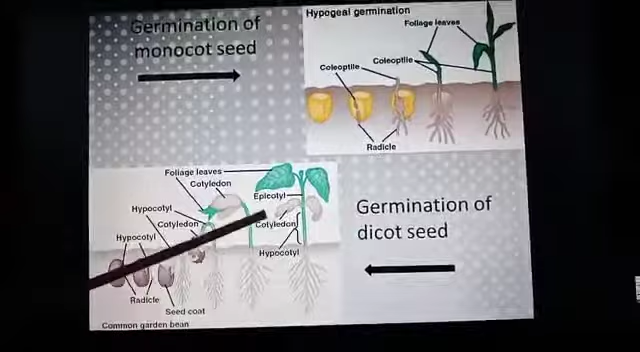 Germination of
monocot seed
Hypogeal germination
Foliage leaves
Coleoptile
Coleoptile
Radicle
Foliage leaves
Cotyledon
Epicotyl
Hypocotyl
Cotyledon
Cotyledon
Hypocotyl
Hypocotyl
Radicle
Seed coat
Common garden bean
Germination of
dicot seed